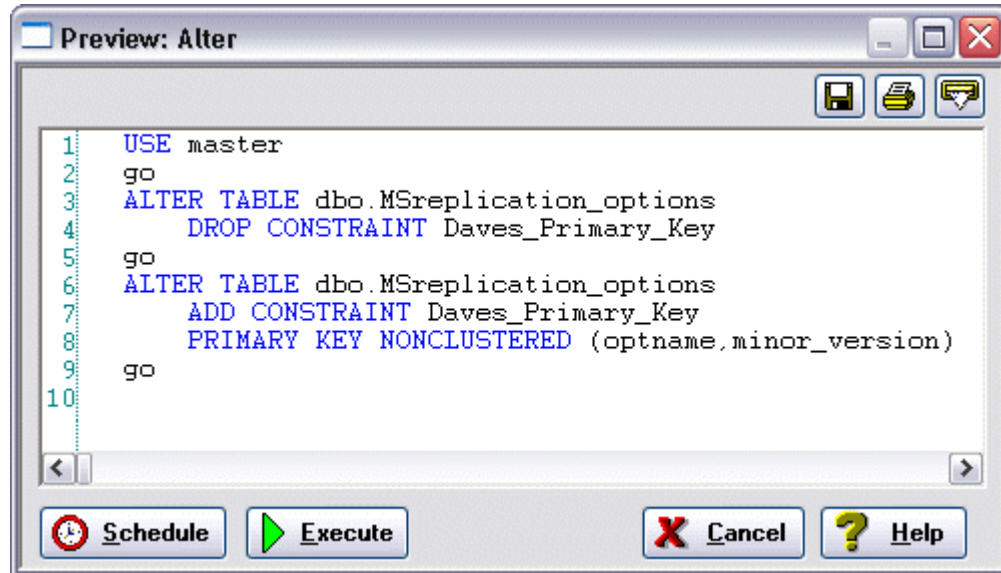 Preview: Alter
1 USE master
2 go
3 ALTER TABLE dbo.MSreplication_options
4 DROP CONSTRAINT Daves_Primary_Key
5 go
6 ALTER TABLE dbo.MSreplication_options
7 ADD CONSTRAINT Daves_Primary_Key
8 PRIMARY KEY NONCLUSTERED (optname,minor_version)
9 go
10
Schedule Execute Cancel Help